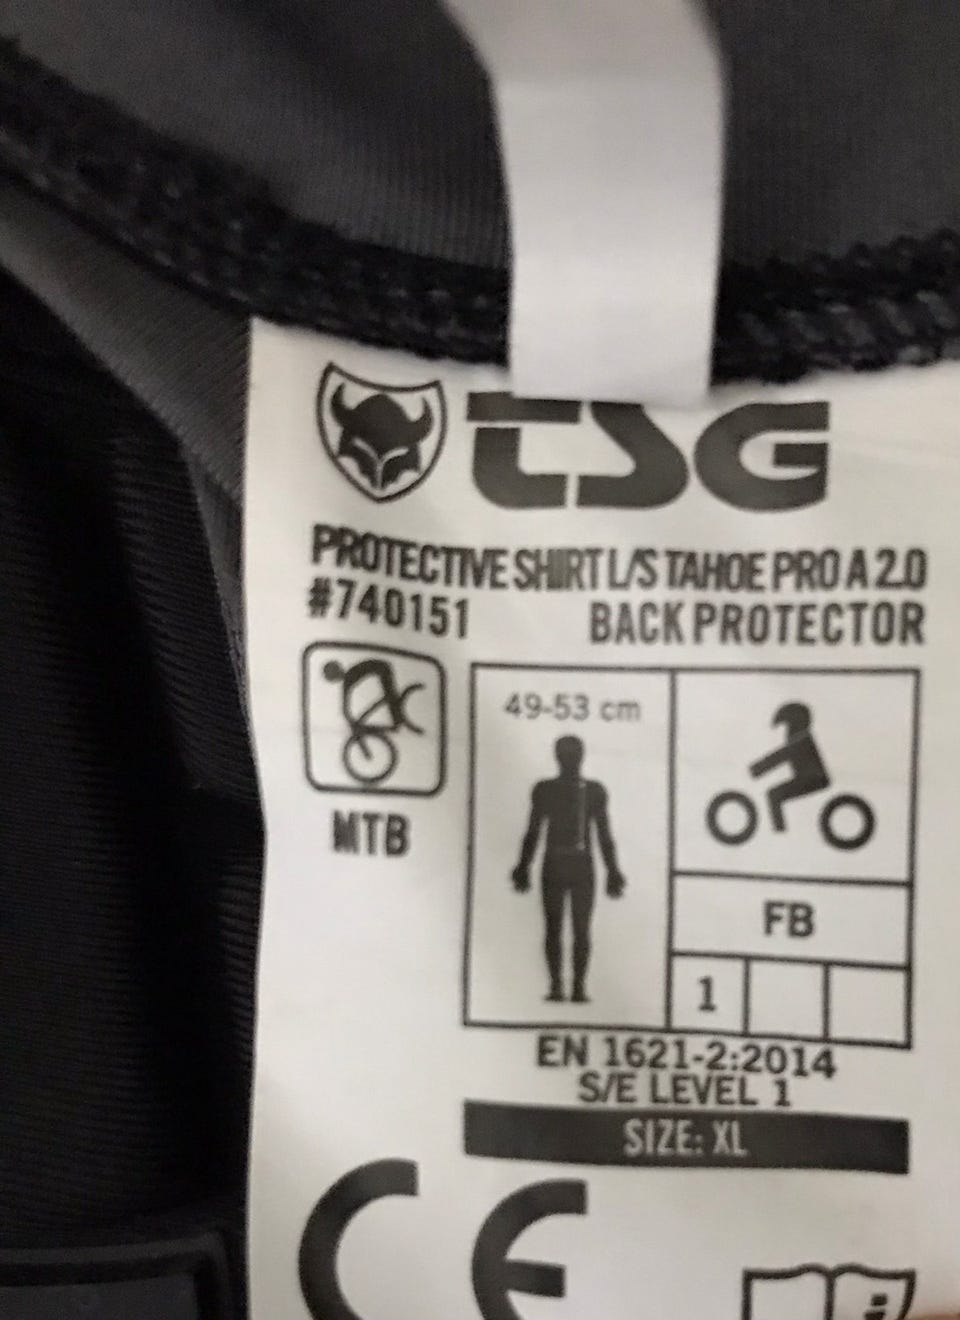 TSG
PROTECTIVE SHIRT L/S TAHOE PRO A 2.0
#740151 BACK PROTECTOR
49-53 cm
MTB
FB
1
EN 1621-2:2014
S/E LEVEL 1
SIZE: XL
CE
i